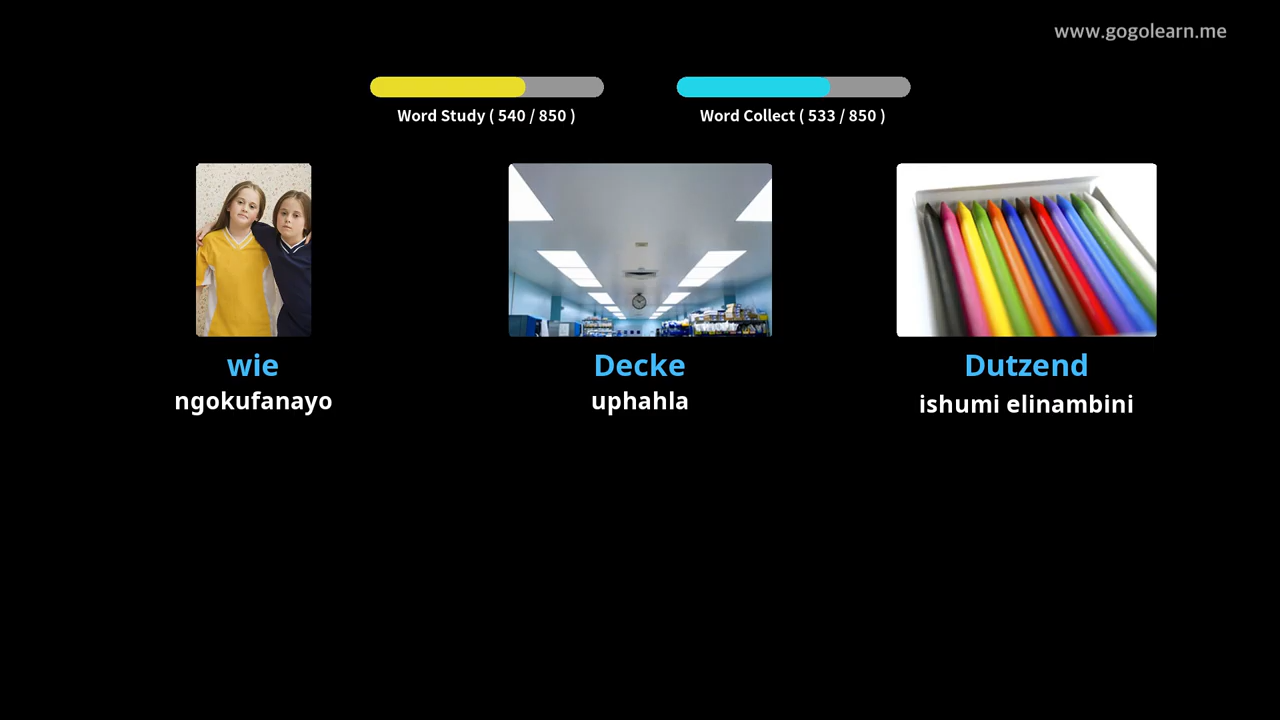 www.gogolearn.me
Word Study ( 540 / 850 )
Word Collect ( 533 / 850 )
wie
ngokufanayo
Decke
uphahla
Dutzend
ishumi elinambini